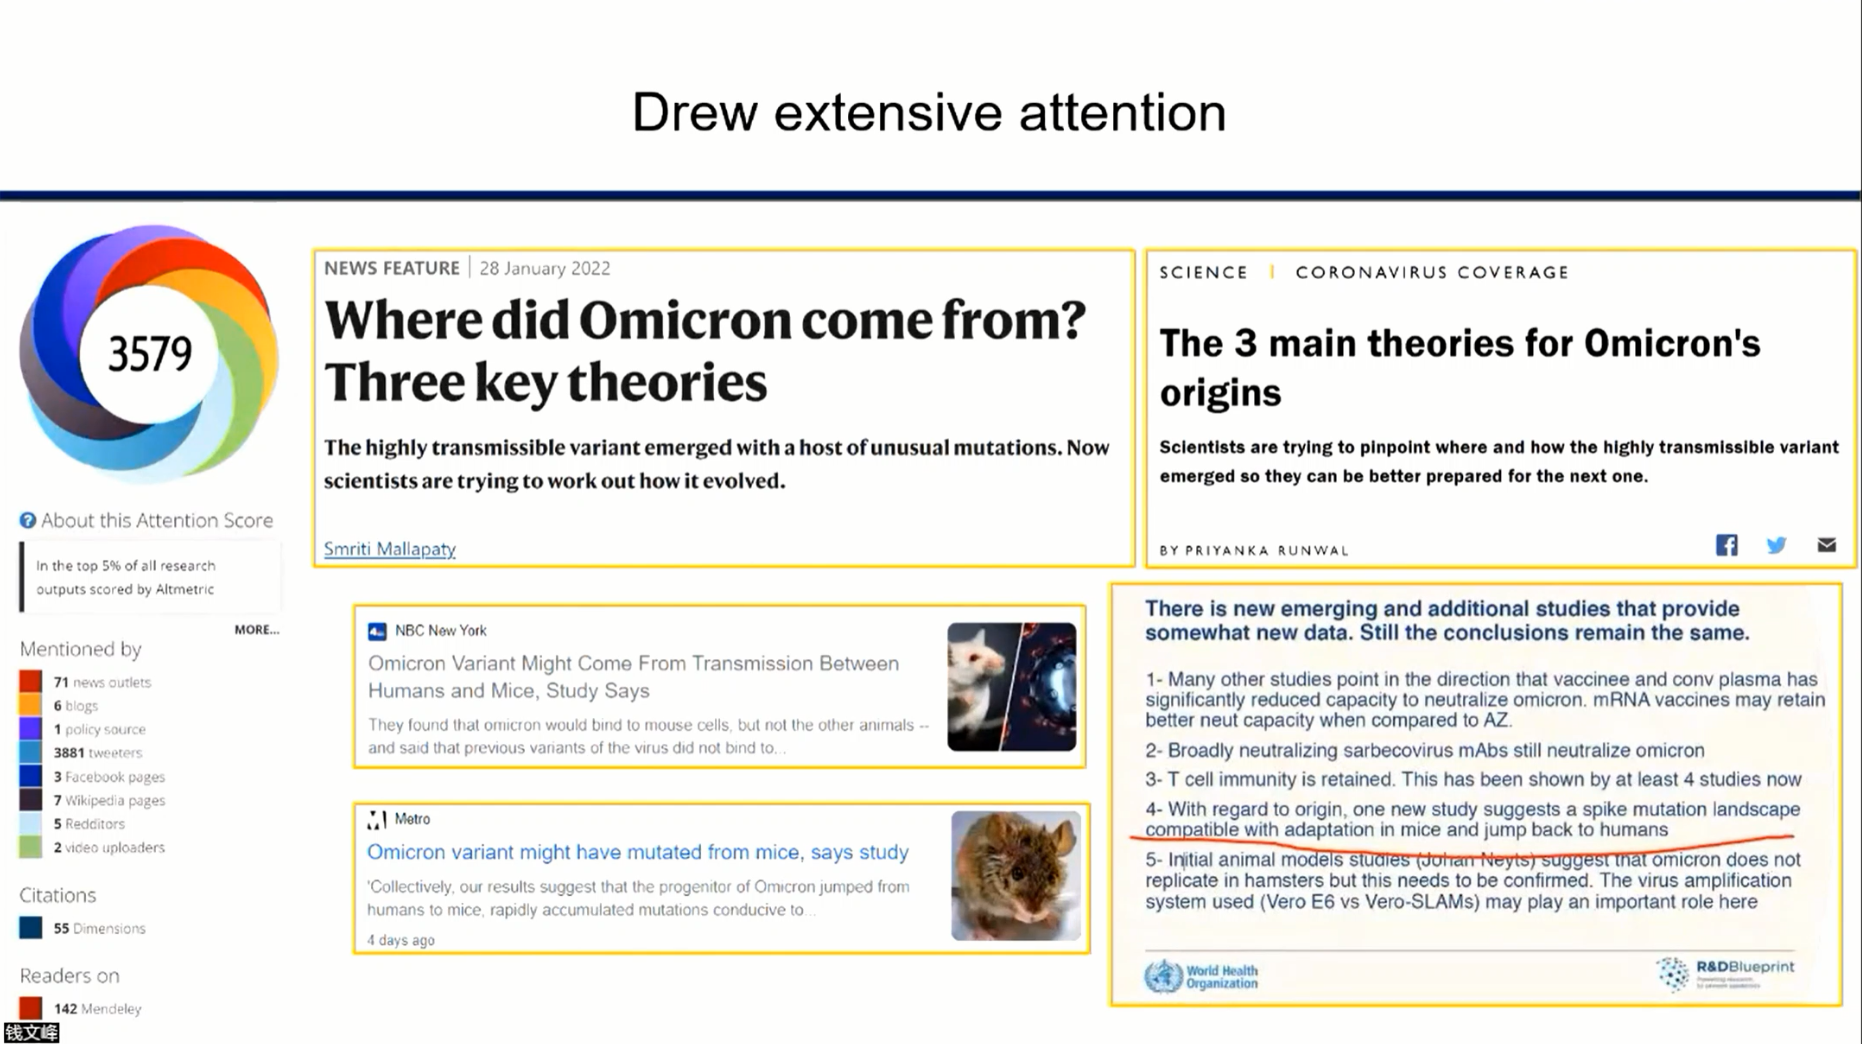 Drew extensive attention
3579
About this Attention Score
In the top 5% of all research
outputs scored by Altmetric
MORE...
Mentioned by
71 news outlets
6 blogs
1 policy source
3881 tweeters
3 Facebook pages
7 Wikipedia pages
5 Redditors
2 video uploaders
Citations
55 Dimensions
Readers on
142 Mendeley
钱文峰
NEWS FEATURE | 28 January 2022
Where did Omicron come from?
Three key theories
The highly transmissible variant emerged with a host of unusual mutations. Now
scientists are trying to work out how it evolved.
Smriti Mallapaty
SCIENCE | CORONAVIRUS COVERAGE
The 3 main theories for Omicron's
origins
Scientists are trying to pinpoint where and how the highly transmissible variant
emerged so they can be better prepared for the next one.
BY PRIYANKA RUNWAL
NBC New York
Omicron Variant Might Come From Transmission Between
Humans and Mice, Study Says
They found that omicron would bind to mouse cells, but not the other animals --
and said that previous variants of the virus did not bind to...
Metro
Omicron variant might have mutated from mice, says study
'Collectively, our results suggest that the progenitor of Omicron jumped from
humans to mice, rapidly accumulated mutations conducive to...
4 days ago
There is new emerging and additional studies that provide
somewhat new data. Still the conclusions remain the same.
1- Many other studies point in the direction that vaccinee and conv plasma has
significantly reduced capacity to neutralize omicron. mRNA vaccines may retain
better neut capacity when compared to AZ.
2- Broadly neutralizing sarbecovirus mAbs still neutralize omicron
3- T cell immunity is retained. This has been shown by at least 4 studies now
4- With regard to origin, one new study suggests a spike mutation landscape
compatible with adaptation in mice and jump back to humans
5- Initial animal models studies (Johan Neyts) suggest that omicron does not
replicate in hamsters but this needs to be confirmed. The virus amplification
system used (Vero E6 vs Vero-SLAMs) may play an important role here
World Health
Organization
R&DBlueprint